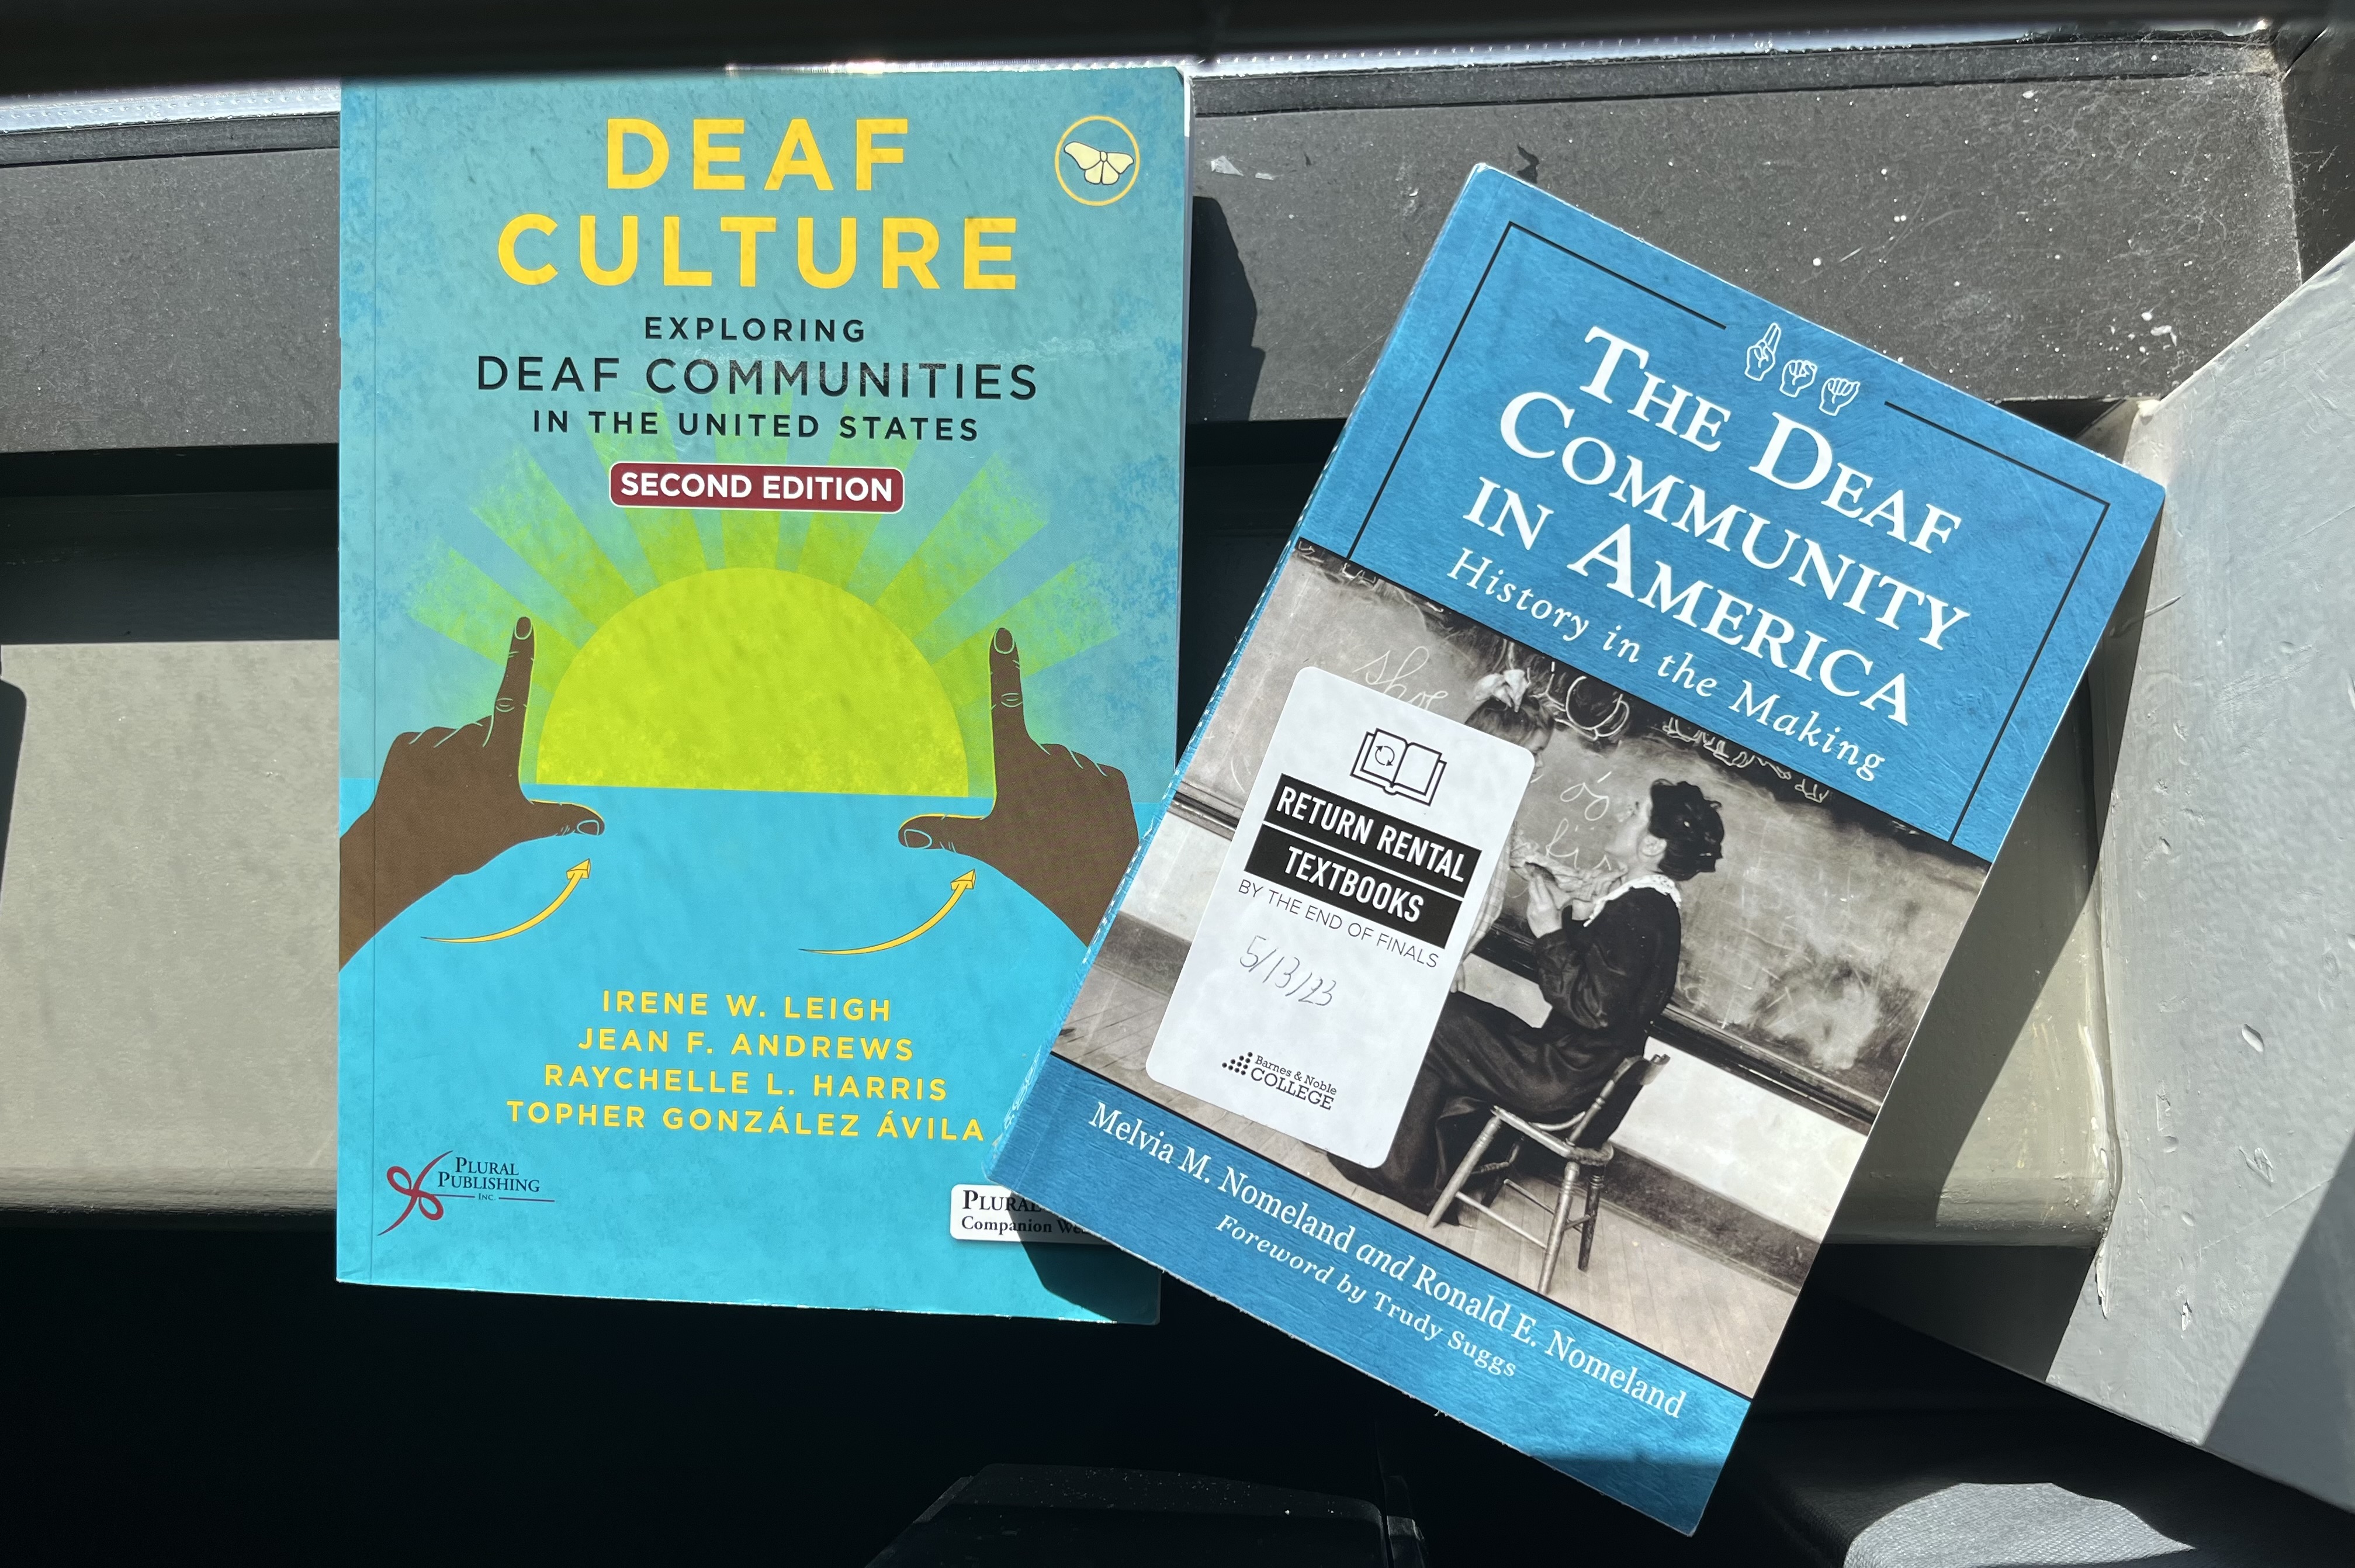 DEAF
CULTURE
EXPLORING
DEAF COMMUNITIES
IN THE UNITED STATES
SECOND EDITION
IRENE W. LEIGH
JEAN F. ANDREWS
RAYCHELLE L. HARRIS
TOPHER GONZÁLEZ ÁVILA
PLURAL
PUBLISHING
INC.
Companion
THE DEAF
COMMUNITY
IN AMERICA
History in the Making
shoe
RETURN RENTAL
TEXTBOOKS
BY THE END OF FINALS
5/13/23
Barnes & Noble
COLLEGE
Melvia M. Nomeland and Ronald E. Nomeland
Foreword by Trudy Suggs